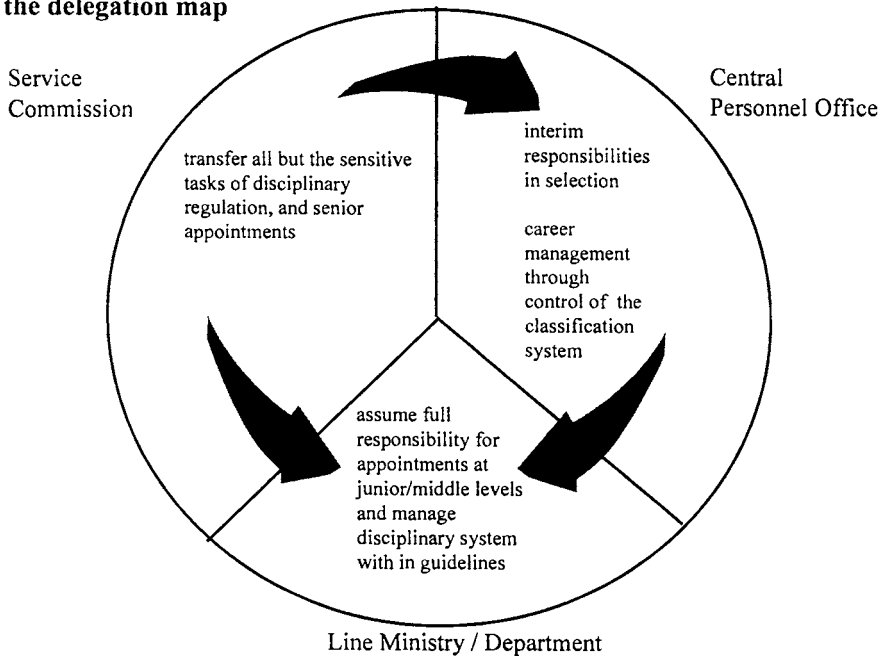 the delegation map
Service
Commission
Central
Personnel Office
transfer all but the sensitive
tasks of disciplinary
regulation, and senior
appointments
interim
responsibilities
in selection
career
management
through
control of the
classification
system
assume full
responsibility for
appointments at
junior/middle levels
and manage
disciplinary system
with in guidelines
Line Ministry / Department